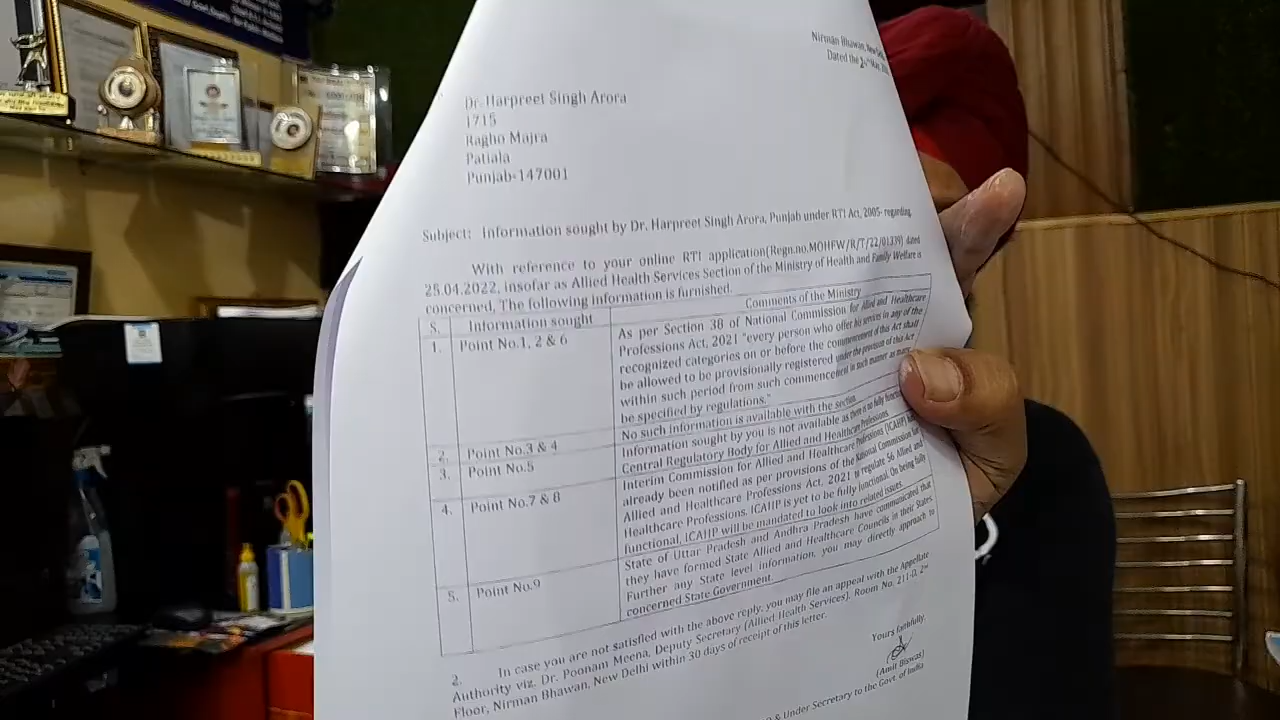 Nirman Bhawan, New
Dated the 2
Dr. Harpreet Singh Arora
1715
Ragho Majra
Patiala
Punjab-147001
Subject: Information sought by Dr. Harpreet Singh Arora, Punjab under RTI Act, 2005- regarding.
With reference to your online RTI application(Regn.no.MOHFW/R/T/22/01339) dated
25.04.2022, insofar as Allied Health Services Section of the Ministry of Health and Family Welfare is
concerned, The following information is furnished.
S. Information sought Comments of the Ministry
1. Point No.1, 2 & 6
As per Section 38 of National Commission for Allied and Healthcare
Professions Act, 2021 "every person who offer his services in any of the
recognized categories on or before the commencement of this Act shall
be allowed to be provisionally registered under the provision of this Act
within such period from such commencement in such manner as may
be specified by regulations."
2. Point No.3 & 4 No such information is available with the section.
3. Point No.5
Information sought by you is not available as there is no fully
Central Regulatory Body for Allied and Healthcare Professions.
4. Point No.7 & 8
Interim Commission for Allied and Healthcare Professions (ICAHP) has
already been notified as per provisions of the National Commission for
Allied and Healthcare Professions Act, 2021 to regulate 56 Allied and
Healthcare Professions. ICAHP is yet to be fully functional. On being fully
functional, ICAHP will be mandated to look into related issues.
5. Point No.9
State of Uttar Pradesh and Andhra Pradesh have communicated that
they have formed State Allied and Healthcare Councils in their States.
Further any State level information, you may directly approach to
concerned State Government.
2. In case you are not satisfied with the above reply, you may file an appeal with the Appellate
Authority viz. Dr. Poonam Meena, Deputy Secretary (Allied Health Services), Room No. 211-D, 2nd
Floor, Nirman Bhawan, New Delhi within 30 days of receipt of this letter.
Yours faithfully,
(Amit Biswas)
& Under Secretary to the Govt. of India